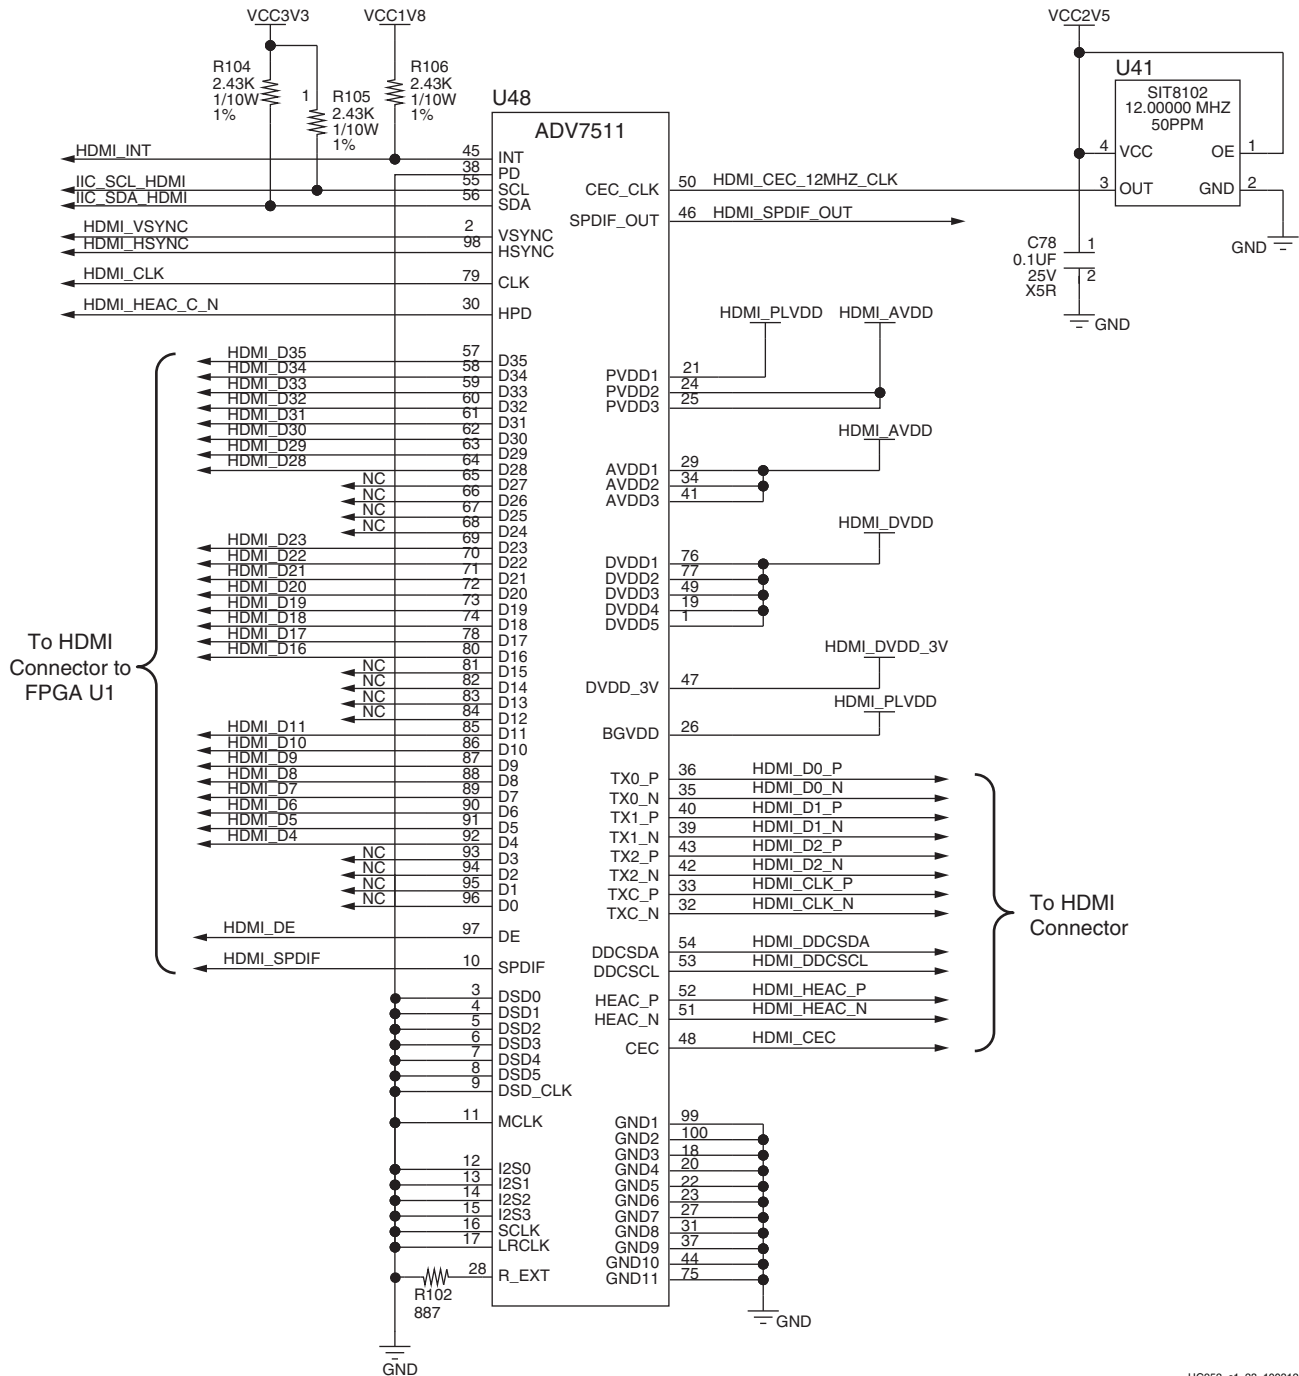 VCC3V3
VCC1V8
VCC2V5
R104
2.43K
1/10W
1%
1
R105
2.43K
1/10W
1%
R106
2.43K
1/10W
1%
U48
ADV7511
U41
SIT8102
12.00000 MHZ
50PPM
4 VCC
OE 1
3 OUT
GND 2
GND
C78
0.1UF
25V
X5R
1
2
GND
HDMI_INT 45 INT
38 PD
IIC_SCL_HDMI 55 SCL
IIC_SDA_HDMI 56 SDA
HDMI_VSYNC 2 VSYNC
HDMI_HSYNC 98 HSYNC
HDMI_CLK 79 CLK
HDMI_HEAC_C_N 30 HPD
HDMI_D35 57 D35
HDMI_D34 58 D34
HDMI_D33 59 D33
HDMI_D32 60 D32
HDMI_D31 61 D31
HDMI_D30 62 D30
HDMI_D29 63 D29
HDMI_D28 64 D28
NC 65 D27
NC 66 D26
NC 67 D25
NC 68 D24
HDMI_D23 69 D23
HDMI_D22 70 D22
HDMI_D21 71 D21
HDMI_D20 72 D20
HDMI_D19 73 D19
HDMI_D18 74 D18
HDMI_D17 78 D17
HDMI_D16 80 D16
NC 81 D15
NC 82 D14
NC 83 D13
NC 84 D12
HDMI_D11 85 D11
HDMI_D10 86 D10
HDMI_D9 87 D9
HDMI_D8 88 D8
HDMI_D7 89 D7
HDMI_D6 90 D6
HDMI_D5 91 D5
HDMI_D4 92 D4
NC 93 D3
NC 94 D2
NC 95 D1
NC 96 D0
HDMI_DE 97 DE
HDMI_SPDIF 10 SPDIF
To HDMI
Connector to
FPGA U1
3 DSD0
4 DSD1
5 DSD2
6 DSD3
7 DSD4
8 DSD5
9 DSD_CLK
11 MCLK
12 I2S0
13 I2S1
14 I2S2
15 I2S3
16 SCLK
17 LRCLK
28 R_EXT
R102
887
GND
CEC_CLK 50 HDMI_CEC_12MHZ_CLK
SPDIF_OUT 46 HDMI_SPDIF_OUT
HDMI_PLVDD
HDMI_AVDD
PVDD1 21
PVDD2 24
PVDD3 25
HDMI_AVDD
AVDD1 29
AVDD2 34
AVDD3 41
HDMI_DVDD
DVDD1 76
DVDD2 77
DVDD3 49
DVDD4 19
DVDD5 1
HDMI_DVDD_3V
DVDD_3V 47
HDMI_PLVDD
BGVDD 26
TX0_P 36 HDMI_D0_P
TX0_N 35 HDMI_D0_N
TX1_P 40 HDMI_D1_P
TX1_N 39 HDMI_D1_N
TX2_P 43 HDMI_D2_P
TX2_N 42 HDMI_D2_N
TXC_P 33 HDMI_CLK_P
TXC_N 32 HDMI_CLK_N
DDCSDA 54 HDMI_DDCSDA
DDCSCL 53 HDMI_DDCSCL
HEAC_P 52 HDMI_HEAC_P
HEAC_N 51 HDMI_HEAC_N
CEC 48 HDMI_CEC
To HDMI
Connector
GND1 99
GND2 100
GND3 18
GND4 20
GND5 22
GND6 23
GND7 27
GND8 31
GND9 37
GND10 44
GND11 75
GND